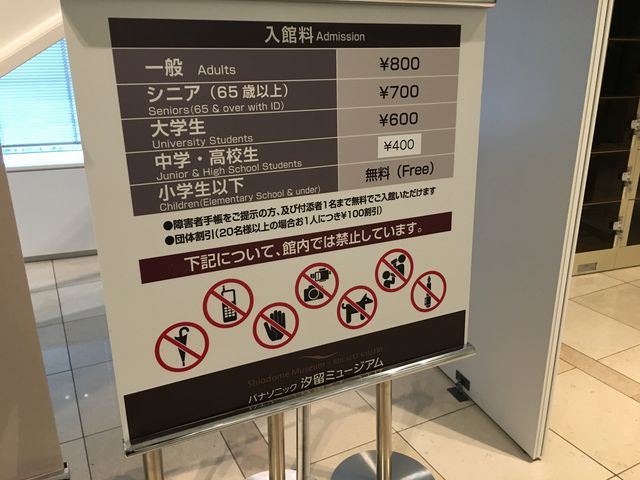 入館料 Admission
一般 Adults ¥800
シニア（65歳以上） ¥700
Seniors(65 & over with ID)
大学生 ¥600
University Students
中学・高校生 ¥400
Junior & High School Students
小学生以下 無料（Free）
Children(Elementary School & under)
●障害者手帳をご提示の方、及び付添者1名まで無料でご入館いただけます
●団体割引（20名様以上の場合お1人につき¥100割引）
下記について、館内では禁止しています。
Shiodome Museum
パナソニック 汐留ミュージアム